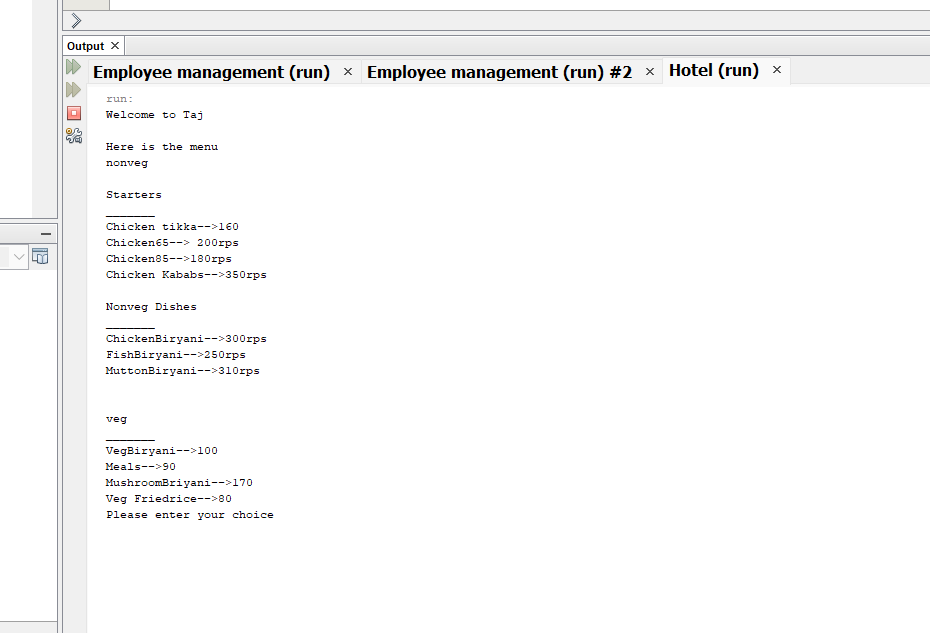 Output
Employee management (run) Employee management (run) #2 Hotel (run)
run:
Welcome to Taj
Here is the menu
nonveg
Starters
_______
Chicken tikka-->160
Chicken65--> 200rps
Chicken85-->180rps
Chicken Kababs-->350rps
Nonveg Dishes
_______
ChickenBiryani-->300rps
FishBiryani-->250rps
MuttonBiryani-->310rps
veg
_______
VegBiryani-->100
Meals-->90
MushroomBriyani-->170
Veg Friedrice-->80
Please enter your choice